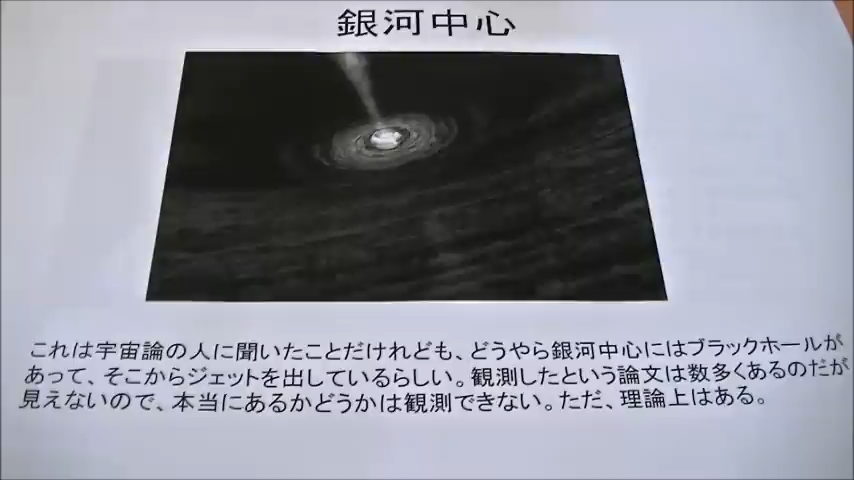 銀河中心
これは宇宙論の人に聞いたことだけれども、どうやら銀河中心にはブラックホールが
あって、そこからジェットを出しているらしい。観測したという論文は数多くあるのだが
見えないので、本当にあるかどうかは観測できない。ただ、理論上はある。